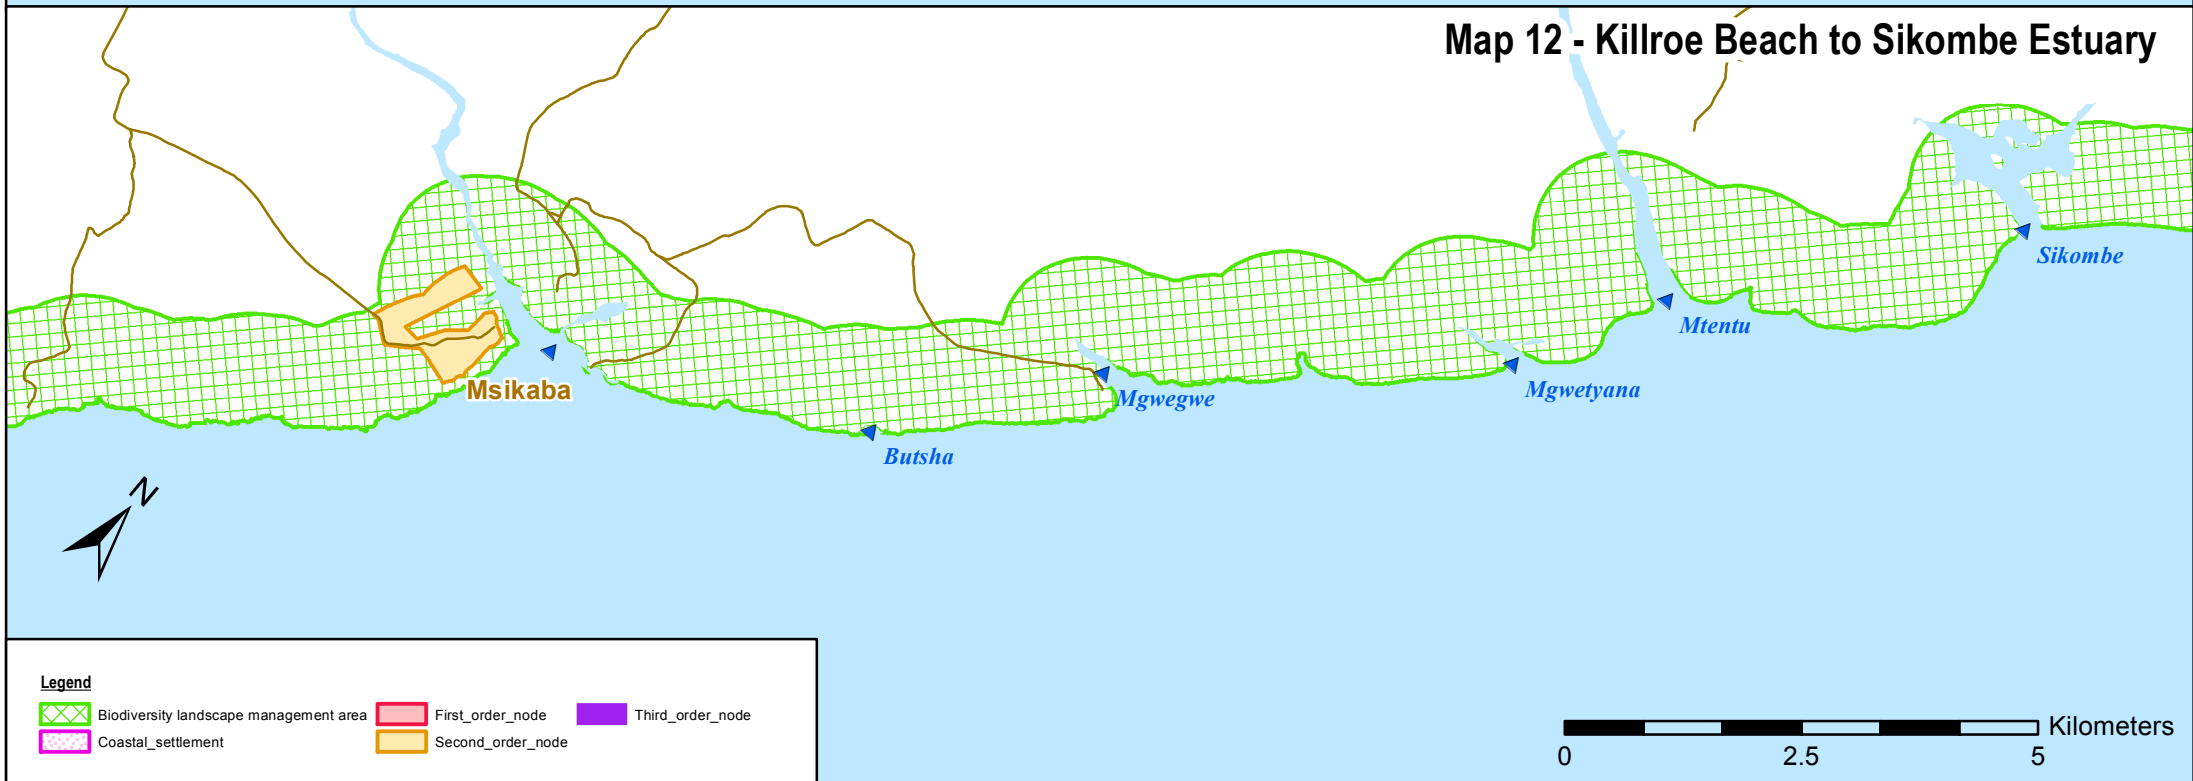 Map 12 - Killroe Beach to Sikombe Estuary
Sikombe
Mtentu
Mgwetyana
Msikaba
Mgwegwe
Butsha
N
Legend
Biodiversity landscape management area
First_order_node
Third_order_node
Coastal_settlement
Second_order_node
Kilometers
0 2.5 5